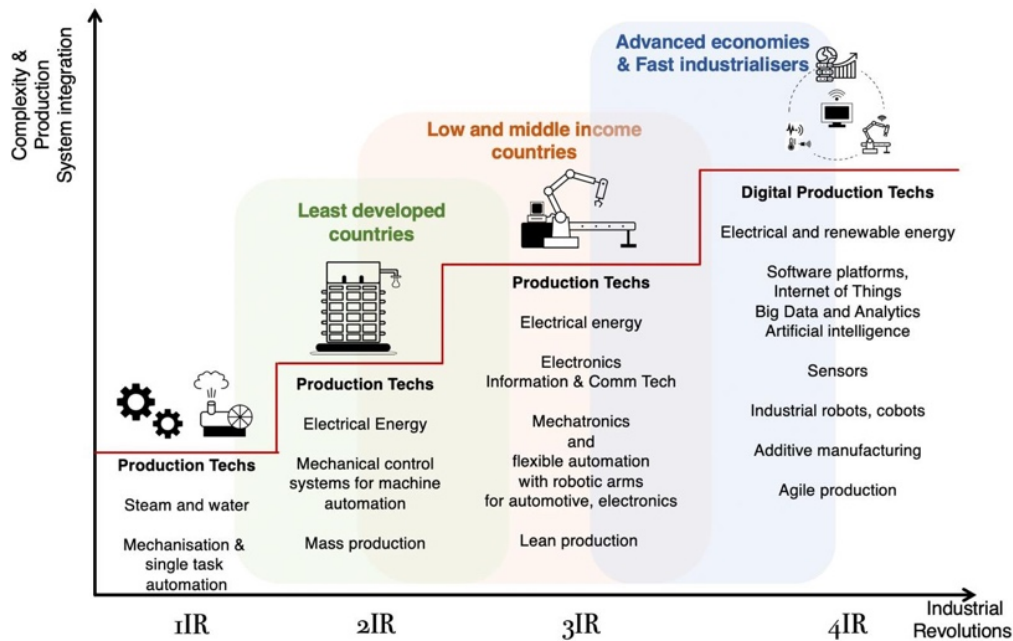 Complexity &
Production
System integration
Advanced economies
& Fast industrialisers
Low and middle income
countries
Least developed
countries
Production Techs
Steam and water
Mechanisation &
single task
automation
Production Techs
Electrical Energy
Mechanical control
systems for machine
automation
Mass production
Production Techs
Electrical energy
Electronics
Information & Comm Tech
Mechatronics
and
flexible automation
with robotic arms
for automotive, electronics
Lean production
Digital Production Techs
Electrical and renewable energy
Software platforms,
Internet of Things
Big Data and Analytics
Artificial intelligence
Sensors
Industrial robots, cobots
Additive manufacturing
Agile production
1IR
2IR
3IR
4IR
Industrial
Revolutions